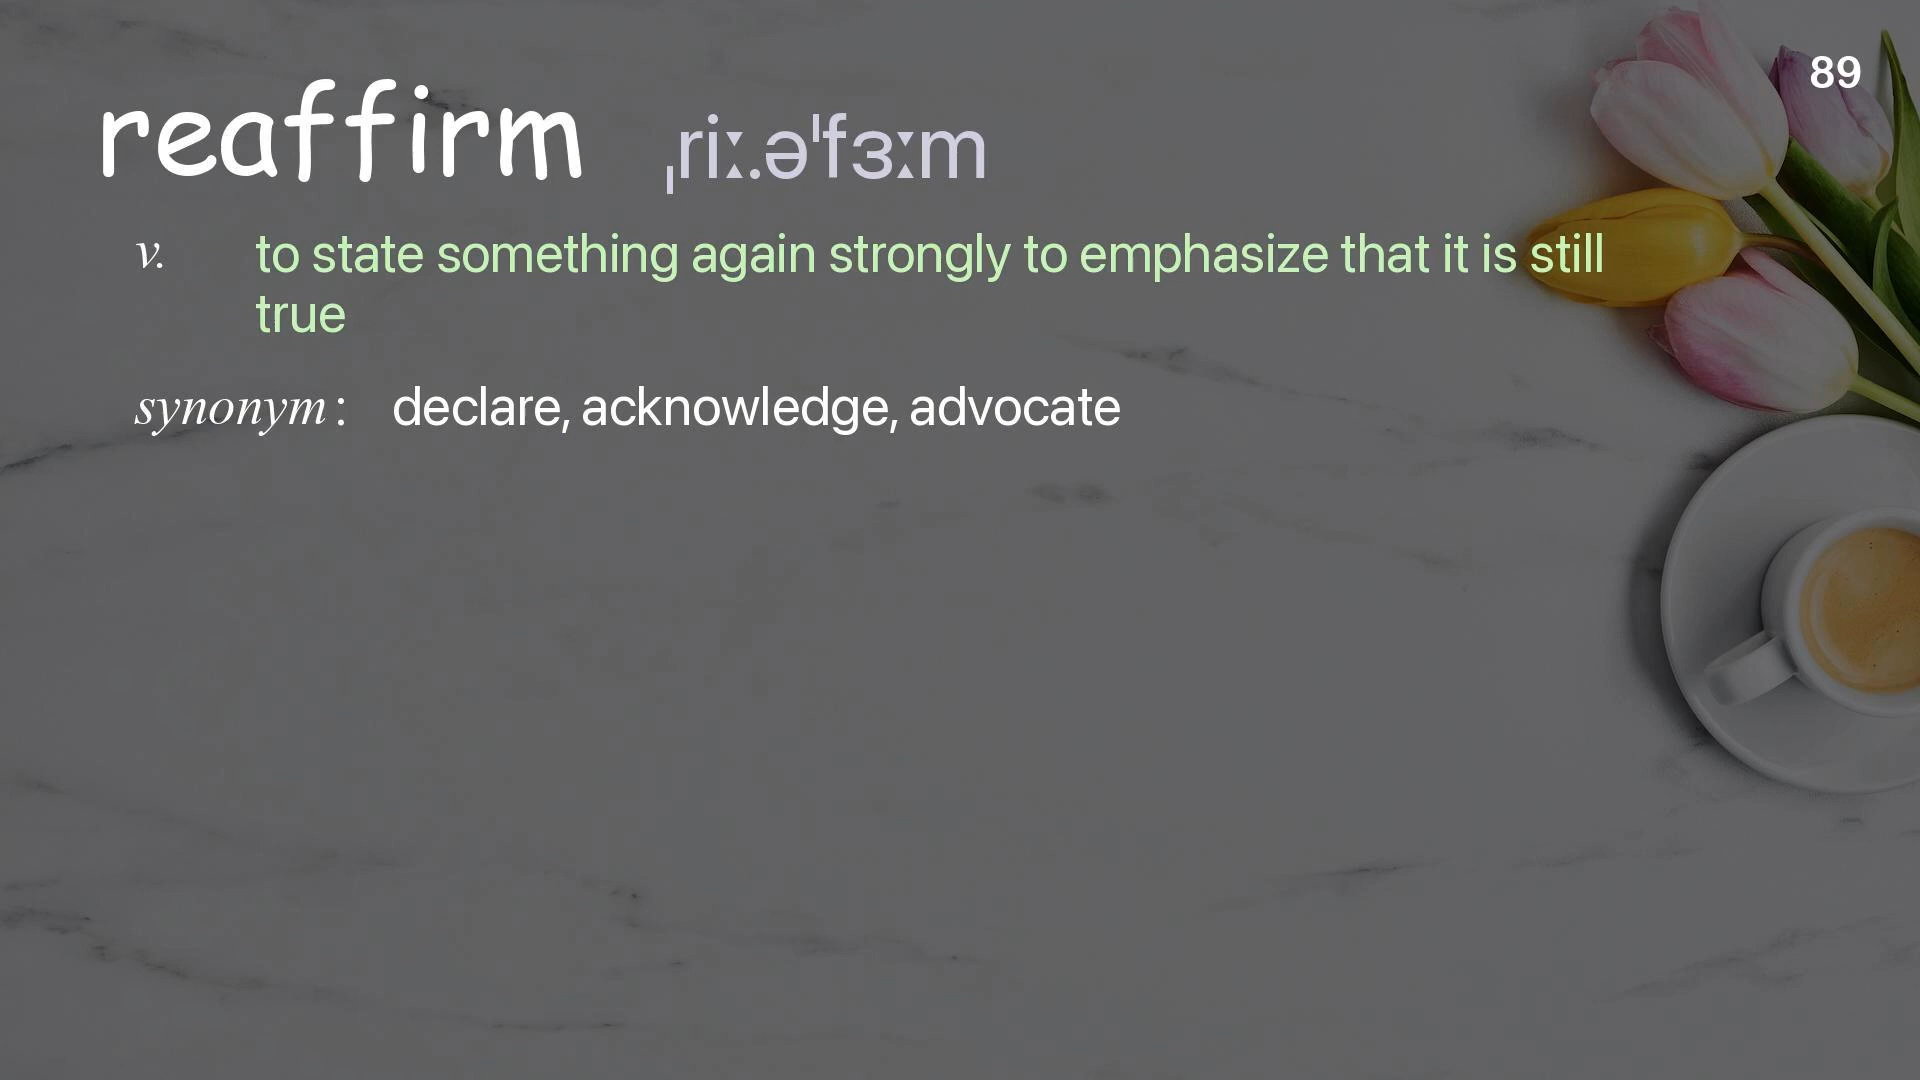 89
reaffirm ˌriː.əˈfɜːm
v. to state something again strongly to emphasize that it is still
true
synonym : declare, acknowledge, advocate